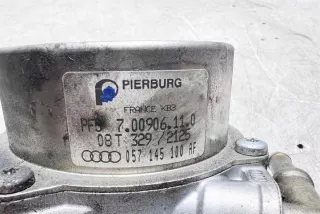 PIERBURG
FRANCE KB3
PFS 7.00906.11.0
08T 329 / 2125
057 145 100 AF